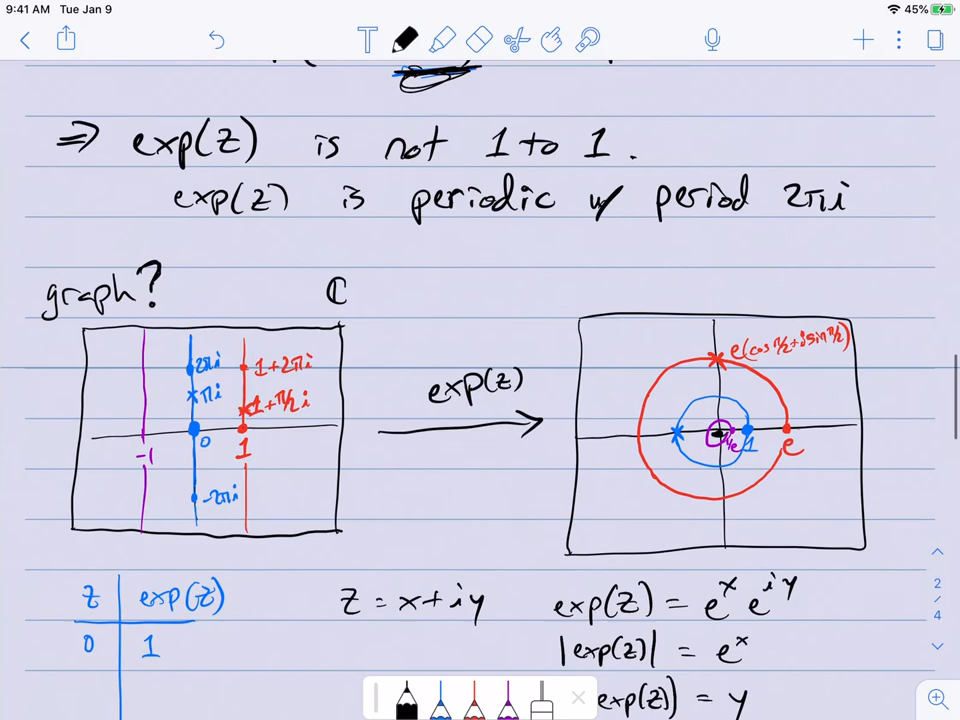 9:41 AM Tue Jan 9
45%
⇒ exp(z) is not 1 to 1.
exp(z) is periodic w/ period 2πi
graph?
ℂ
2πi
1+2πi
πi
1+π/2 i
0
1
-1
-2πi
exp(z)
e(cos π/2 + i sin π/2)
1/e
1
e
z exp(z)
0 1
z = x + iy
exp(z) = e^x e^{iy}
|exp(z)| = e^x
exp(z)) = y
2
/
4